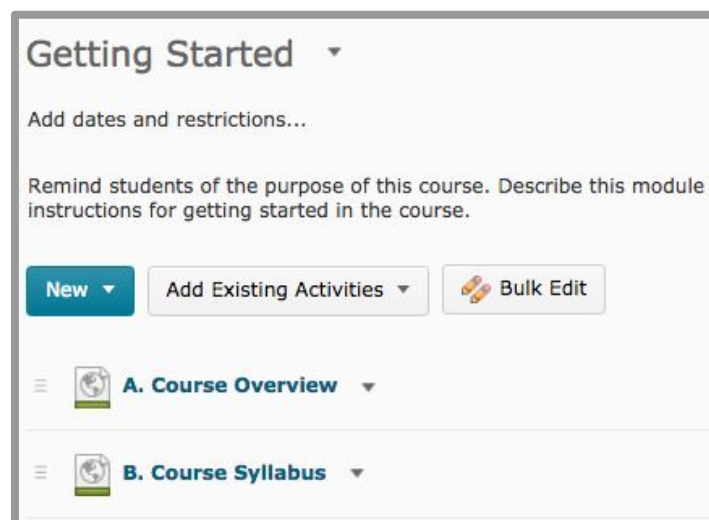 Getting Started
Add dates and restrictions...
Remind students of the purpose of this course. Describe this module
instructions for getting started in the course.
New Add Existing Activities Bulk Edit
A. Course Overview
B. Course Syllabus